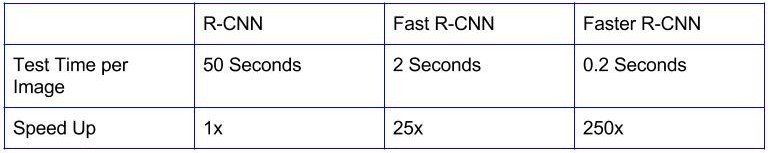 R-CNN Fast R-CNN Faster R-CNN
Test Time per Image 50 Seconds 2 Seconds 0.2 Seconds
Speed Up 1x 25x 250x